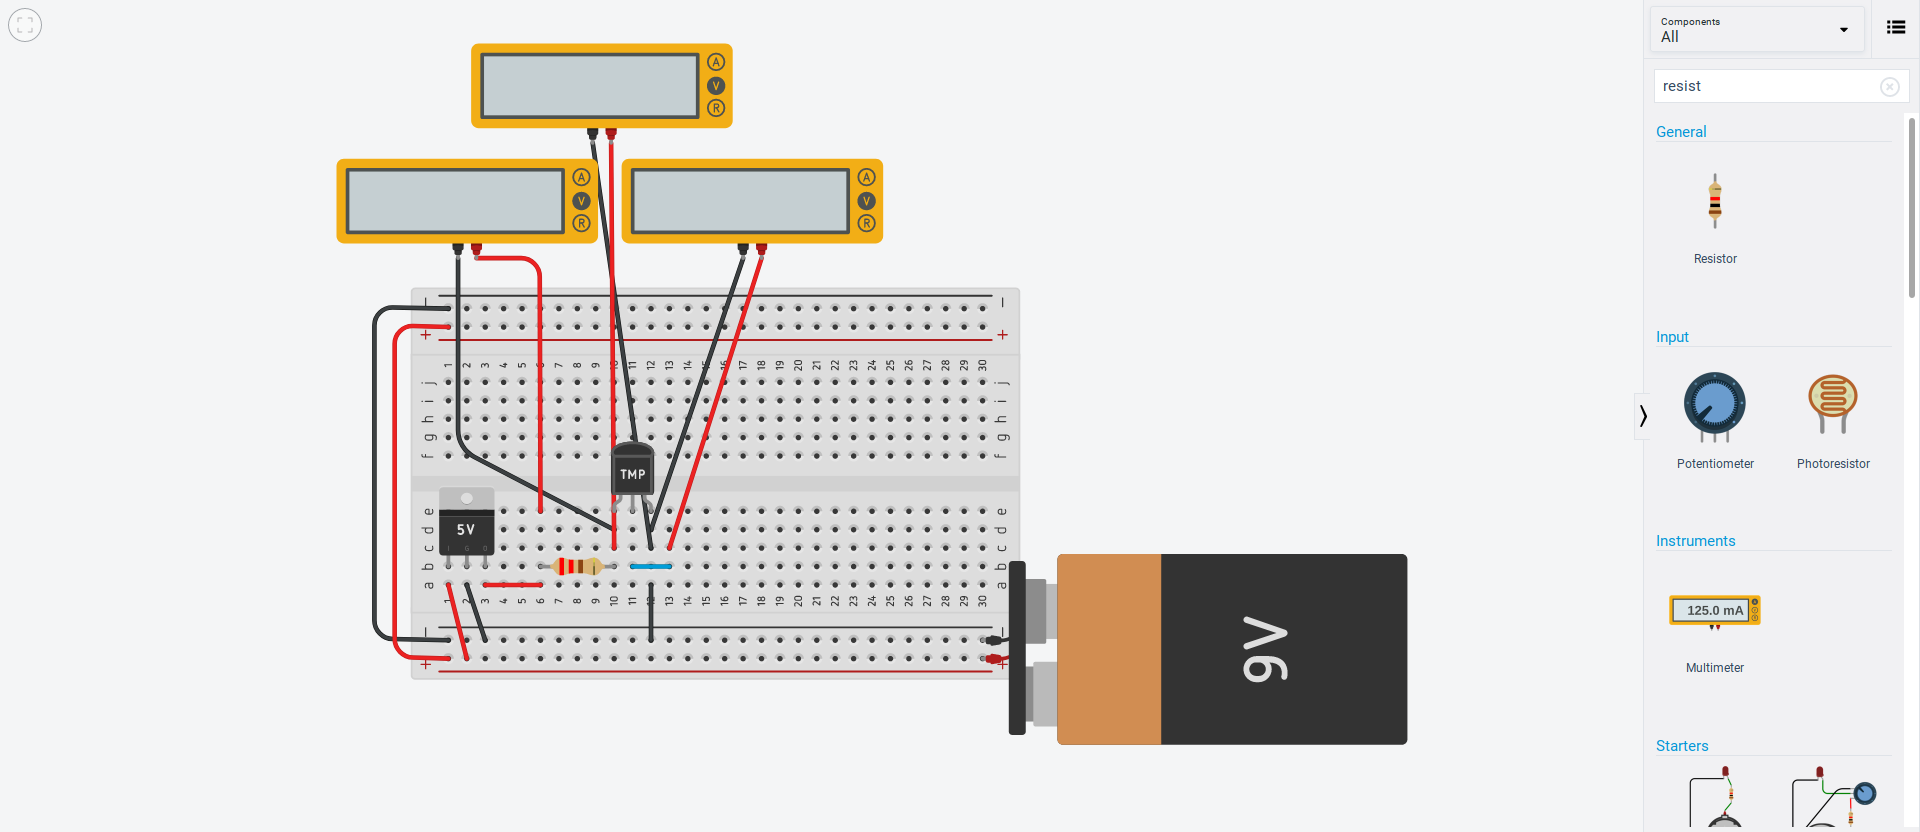 Components
All
resist
General
Resistor
Input
Potentiometer
Photoresistor
Instruments
125.0 mA
Multimeter
Starters
A
V
R
A
V
R
A
V
R
1 2 3 4 5 6 7 8 9 10 11 12 13 14 15 16 17 18 19 20 21 22 23 24 25 26 27 28 29 30
j j
i i
h h
g g
f f
TMP
e e
d d
c c
b b
a a
5V
I G O
1 2 3 4 5 6 7 8 9 10 11 12 13 14 15 16 17 18 19 20 21 22 23 24 25 26 27 28 29 30
9V